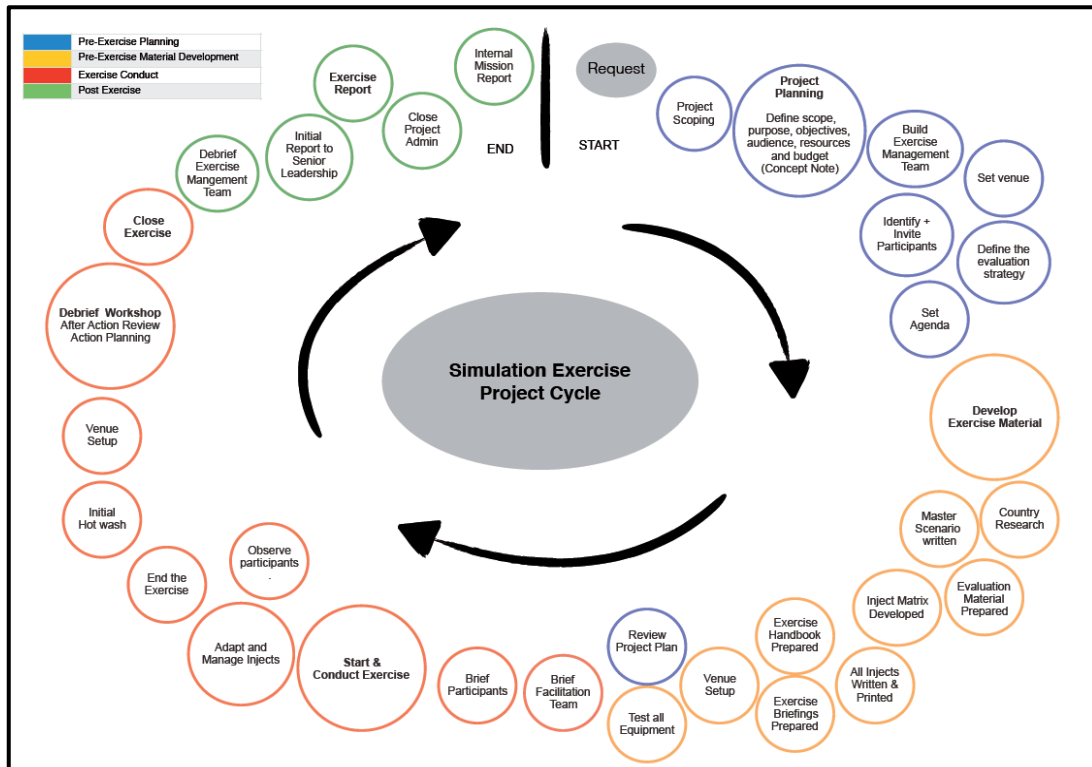 Pre-Exercise Planning
Pre-Exercise Material Development
Exercise Conduct
Post Exercise
Request
START
Project
Scoping
Project
Planning
Define scope,
purpose, objectives,
audience, resources
and budget
(Concept Note)
Build
Exercise
Management
Team
Set venue
Identify +
Invite
Participants
Define the
evaluation
strategy
Set
Agenda
Develop
Exercise Material
Country
Research
Master
Scenario
written
Evaluation
Material
Prepared
Inject Matrix
Developed
All Injects
Written &
Printed
Exercise
Handbook
Prepared
Exercise
Briefings
Prepared
Venue
Setup
Review
Project Plan
Test all
Equipment
Brief
Facilitation
Team
Brief
Participants
Start &
Conduct Exercise
Adapt and
Manage Injects
Observe
participants
.
End the
Exercise
Initial
Hot wash
Venue
Setup
Debrief Workshop
After Action Review
Action Planning
Close
Exercise
Debrief
Exercise
Mangement
Team
Initial
Report to
Senior
Leadership
Exercise
Report
Close
Project
Admin
Internal
Mission
Report
END
Simulation Exercise
Project Cycle